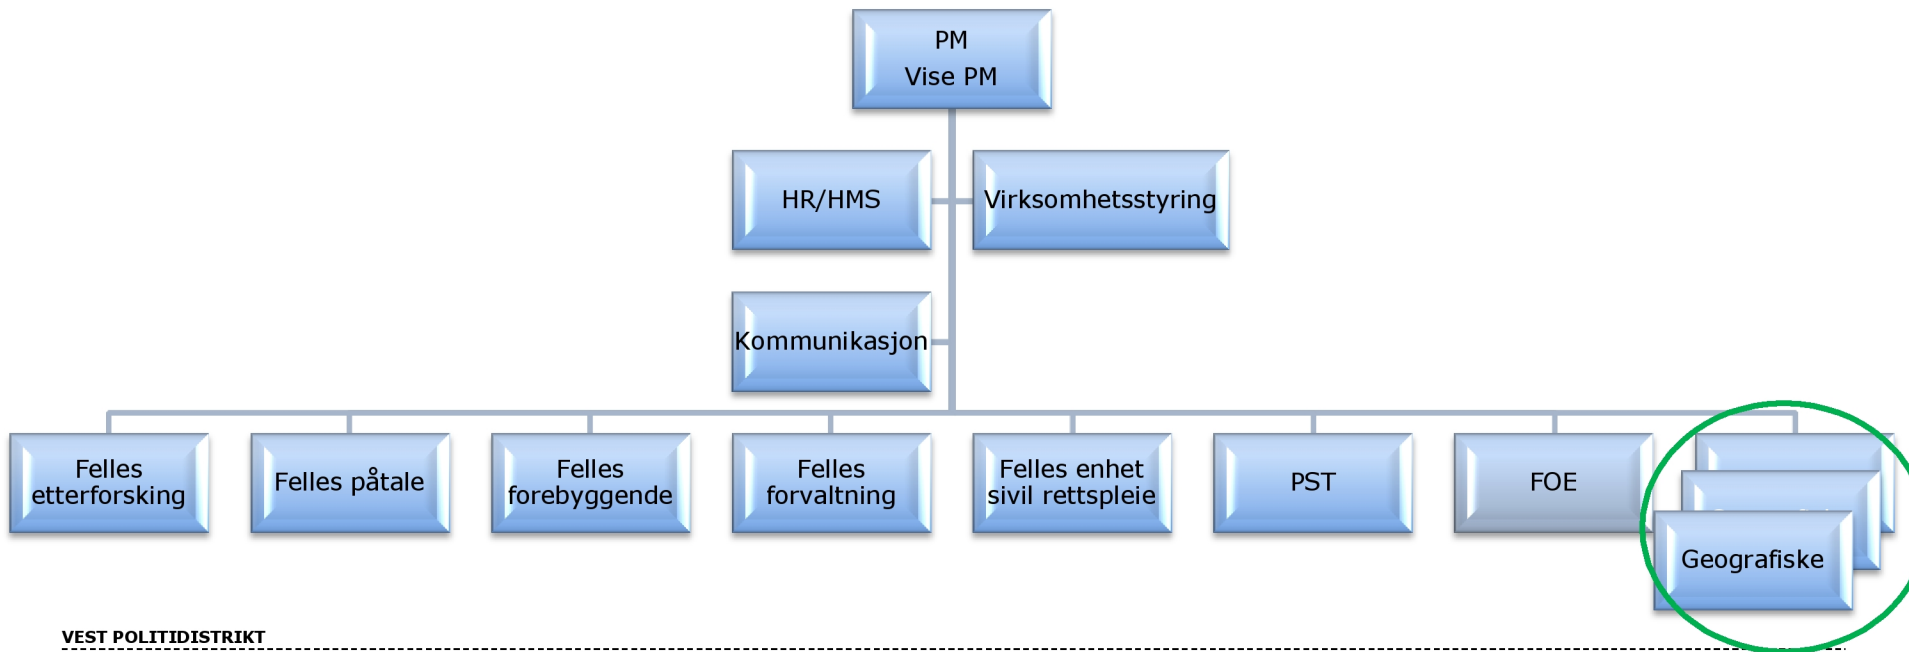 PM
Vise PM
HR/HMS
Virksomhetsstyring
Kommunikasjon
Felles
etterforsking
Felles påtale
Felles
forebyggende
Felles
forvaltning
Felles enhet
sivil rettspleie
PST
FOE
Geografiske
VEST POLITIDISTRIKT